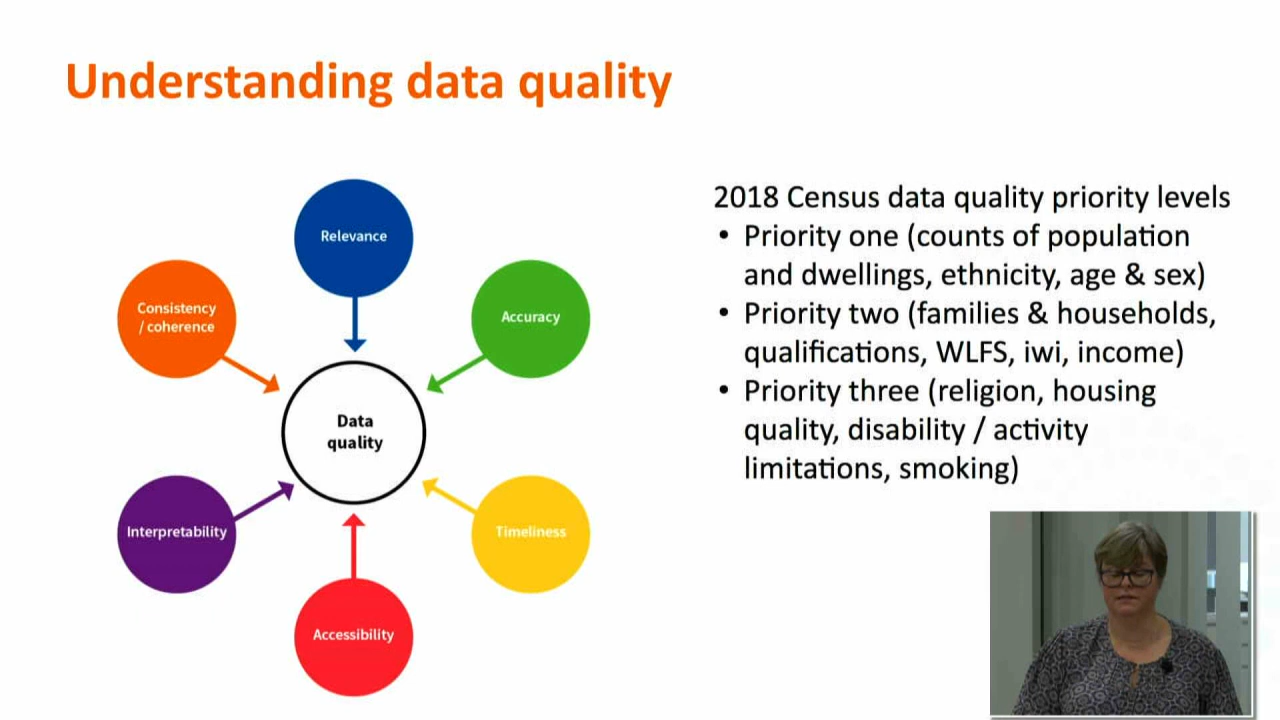 Understanding data quality
Relevance
Consistency
/ coherence
Accuracy
Data
quality
Interpretability
Timeliness
Accessibility
2018 Census data quality priority levels
• Priority one (counts of population
and dwellings, ethnicity, age & sex)
• Priority two (families & households,
qualifications, WLFS, iwi, income)
• Priority three (religion, housing
quality, disability / activity
limitations, smoking)